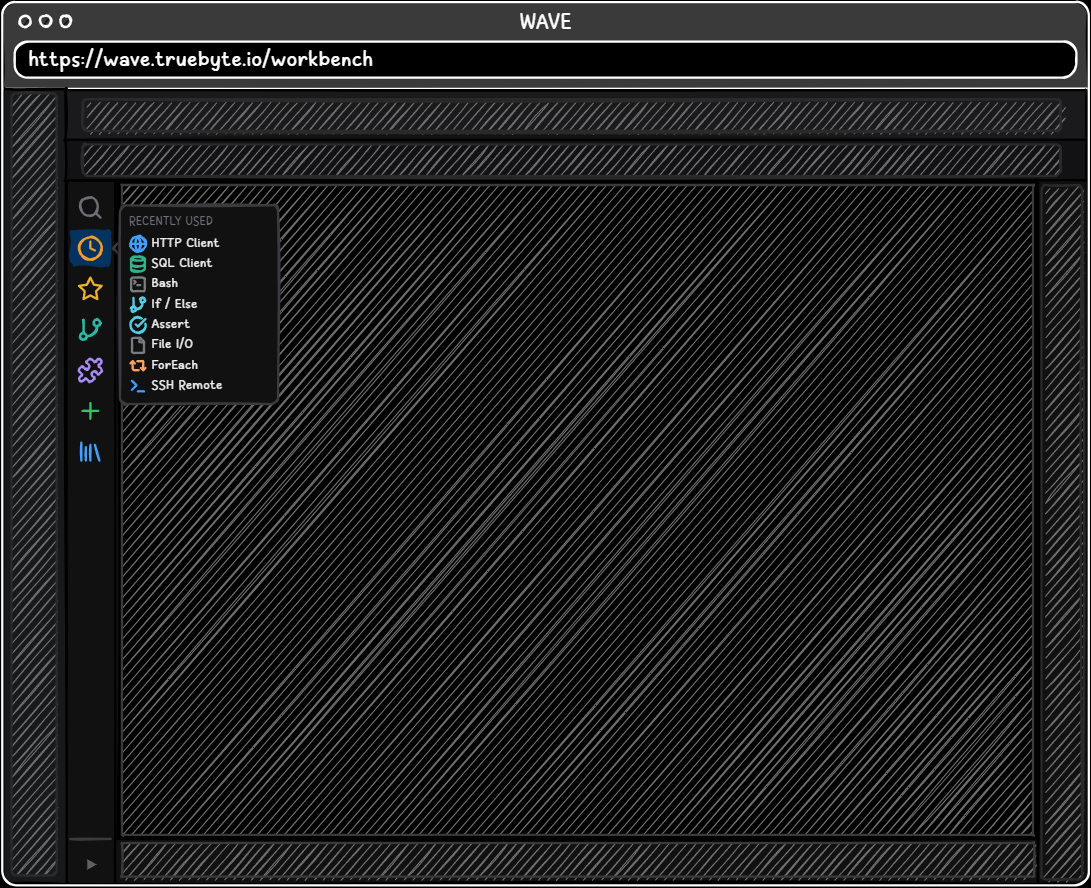 WAVE
https://wave.truebyte.io/workbench
RECENTLY USED
HTTP Client
SQL Client
Bash
If / Else
Assert
File I/O
ForEach
SSH Remote